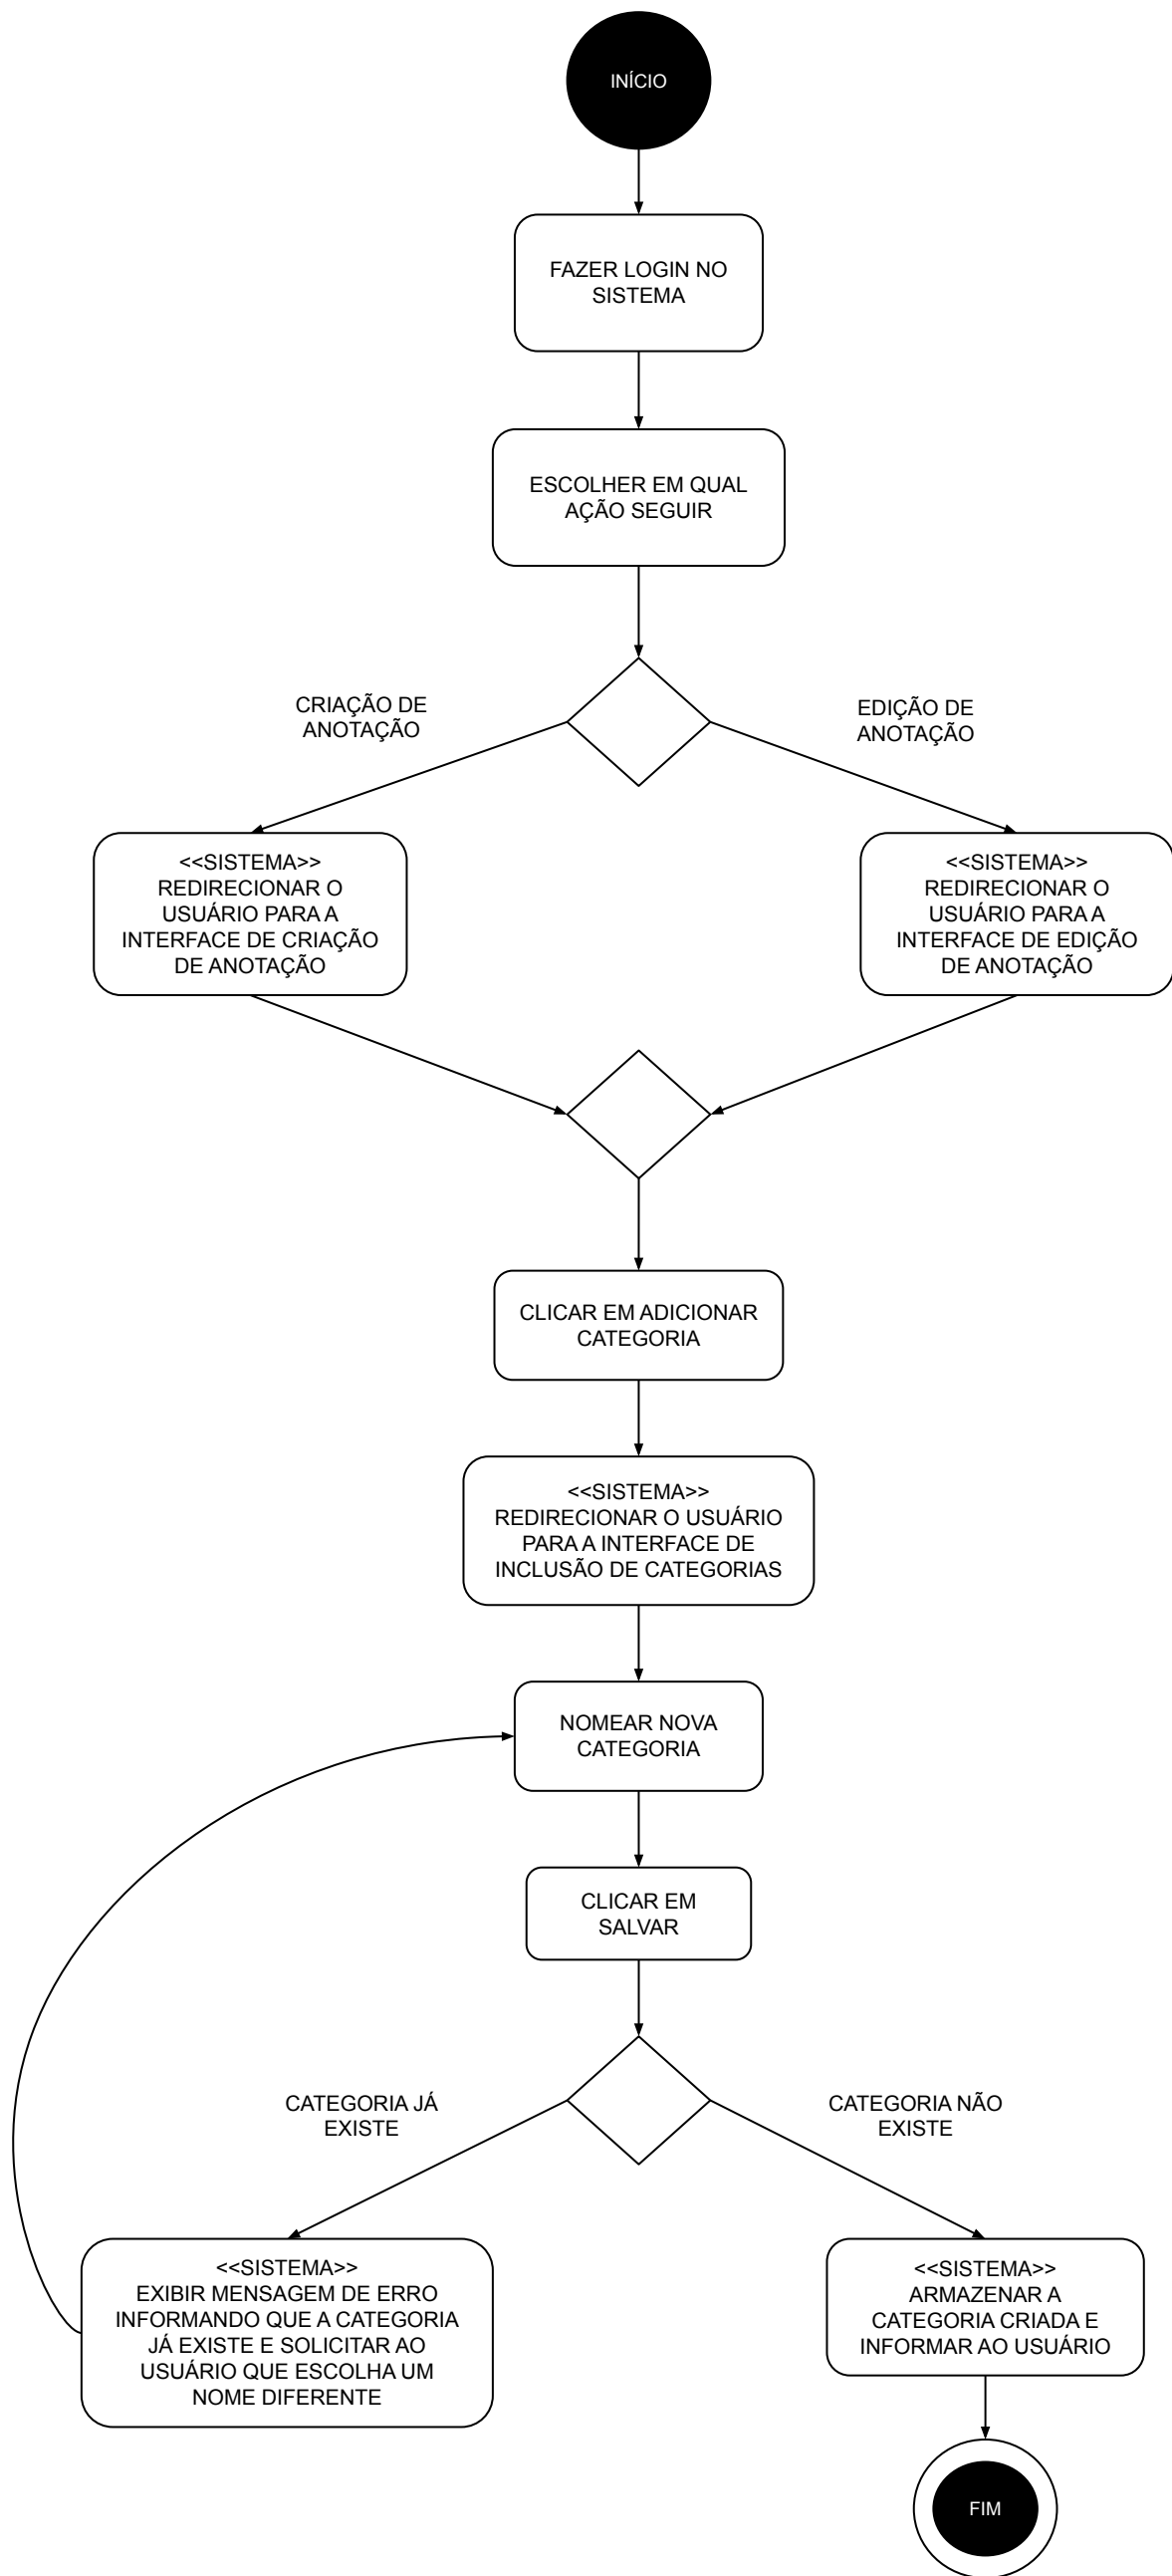 INÍCIO
FAZER LOGIN NO
SISTEMA
ESCOLHER EM QUAL
AÇÃO SEGUIR
CRIAÇÃO DE
ANOTAÇÃO
EDIÇÃO DE
ANOTAÇÃO
<<SISTEMA>>
REDIRECIONAR O
USUÁRIO PARA A
INTERFACE DE CRIAÇÃO
DE ANOTAÇÃO
<<SISTEMA>>
REDIRECIONAR O
USUÁRIO PARA A
INTERFACE DE EDIÇÃO
DE ANOTAÇÃO
CLICAR EM ADICIONAR
CATEGORIA
<<SISTEMA>>
REDIRECIONAR O USUÁRIO
PARA A INTERFACE DE
INCLUSÃO DE CATEGORIAS
NOMEAR NOVA
CATEGORIA
CLICAR EM
SALVAR
CATEGORIA JÁ
EXISTE
CATEGORIA NÃO
EXISTE
<<SISTEMA>>
EXIBIR MENSAGEM DE ERRO
INFORMANDO QUE A CATEGORIA
JÁ EXISTE E SOLICITAR AO
USUÁRIO QUE ESCOLHA UM
NOME DIFERENTE
<<SISTEMA>>
ARMAZENAR A
CATEGORIA CRIADA E
INFORMAR AO USUÁRIO
FIM